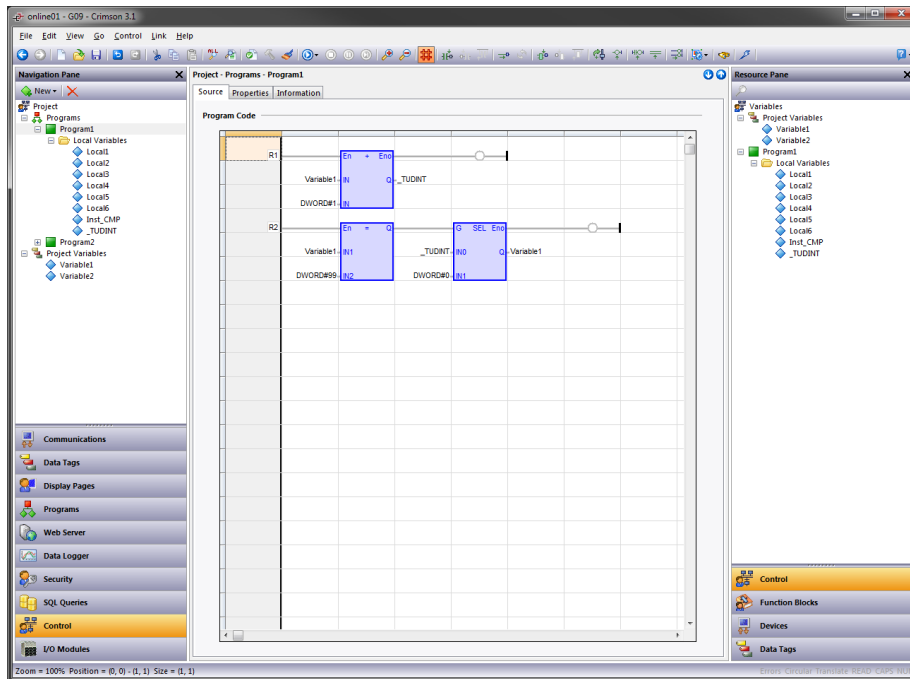 online01 - G09 - Crimson 3.1
File Edit View Go Control Link Help
Navigation Pane
New
Project
Programs
Program1
Local Variables
Local1
Local2
Local3
Local4
Local5
Local6
Inst_CMP
_TUDINT
Program2
Project Variables
Variable1
Variable2
Communications
Data Tags
Display Pages
Programs
Web Server
Data Logger
Security
SQL Queries
Control
I/O Modules
Project - Programs - Program1
Source Properties Information
Program Code
R1
En + Eno
Variable1 IN Q _TUDINT
DWORD#1 IN
R2
En = Q G SEL Eno
Variable1 IN1 _TUDINT IN0 Q Variable1
DWORD#99 IN2 DWORD#0 IN1
Resource Pane
Variables
Project Variables
Variable1
Variable2
Program1
Local Variables
Local1
Local2
Local3
Local4
Local5
Local6
Inst_CMP
_TUDINT
Control
Function Blocks
Devices
Data Tags
Zoom = 100% Position = (0, 0) - (1, 1) Size = (1, 1)
Errors Circular Translate READ CAPS NU